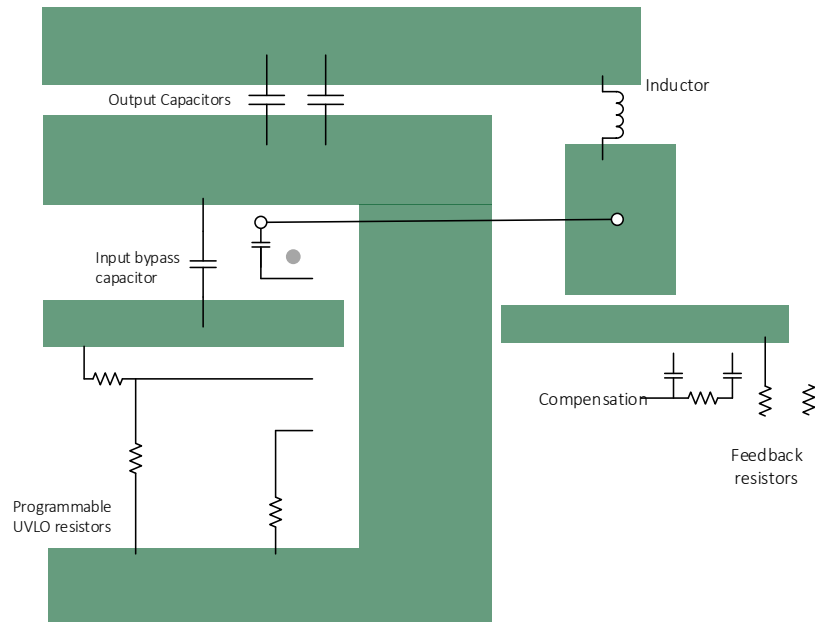 Output Capacitors
Inductor
Input bypass
capacitor
Compensation
Feedback
resistors
Programmable
UVLO resistors